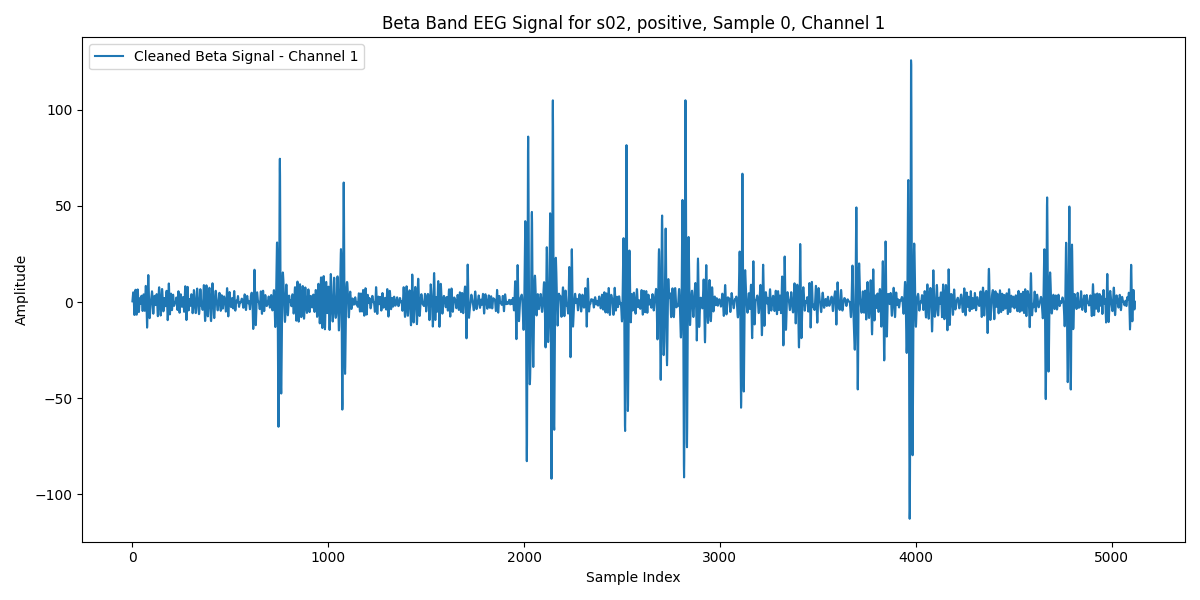 Beta Band EEG Signal for s02, positive, Sample 0, Channel 1
Cleaned Beta Signal - Channel 1
Amplitude
100
50
0
−50
−100
0 1000 2000 3000 4000 5000
Sample Index